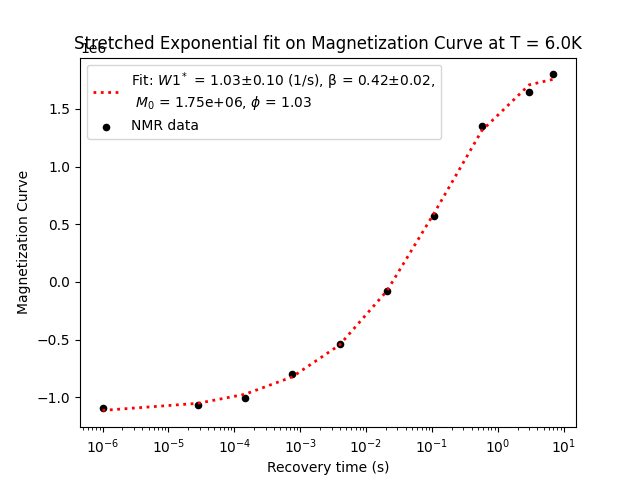 Stretched Exponential fit on Magnetization Curve at T = 6.0K
1e6
Fit: W1* = 1.03±0.10 (1/s), β = 0.42±0.02,
M₀ = 1.75e+06, ϕ = 1.03
NMR data
Magnetization Curve
1.5
1.0
0.5
0.0
−0.5
−1.0
10⁻⁶ 10⁻⁵ 10⁻⁴ 10⁻³ 10⁻² 10⁻¹ 10⁰ 10¹
Recovery time (s)